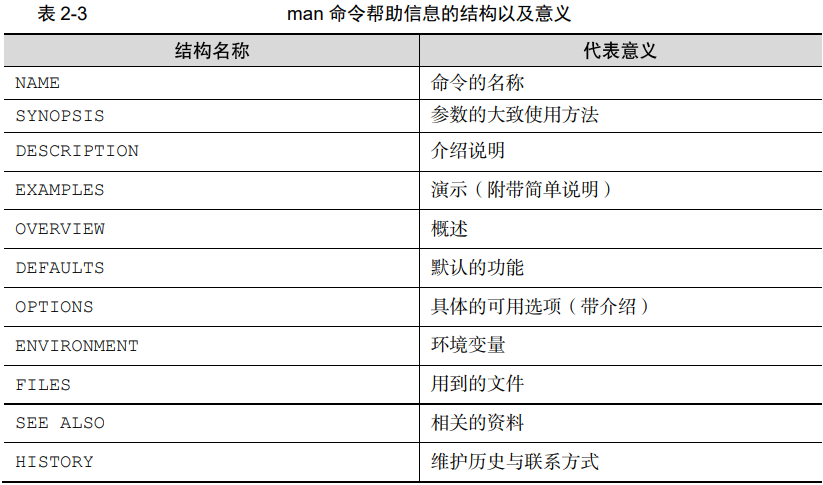 表 2-3 man 命令帮助信息的结构以及意义
结构名称 代表意义
NAME 命令的名称
SYNOPSIS 参数的大致使用方法
DESCRIPTION 介绍说明
EXAMPLES 演示（附带简单说明）
OVERVIEW 概述
DEFAULTS 默认的功能
OPTIONS 具体的可用选项（带介绍）
ENVIRONMENT 环境变量
FILES 用到的文件
SEE ALSO 相关的资料
HISTORY 维护历史与联系方式